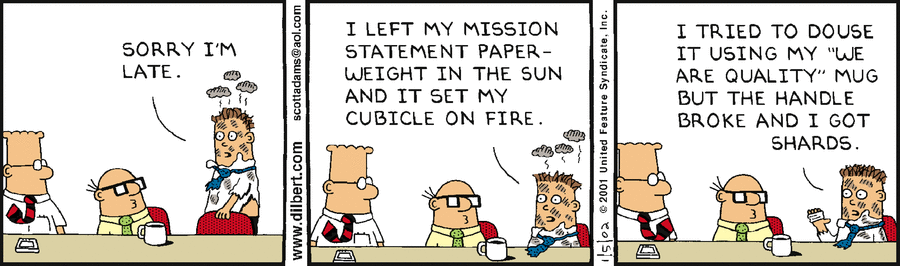 SORRY I'M
LATE.
www.dilbert.com scottadams@aol.com
I LEFT MY MISSION
STATEMENT PAPER-
WEIGHT IN THE SUN
AND IT SET MY
CUBICLE ON FIRE.
1/5/02 © 2001 United Feature Syndicate, Inc.
I TRIED TO DOUSE
IT USING MY "WE
ARE QUALITY" MUG
BUT THE HANDLE
BROKE AND I GOT
SHARDS.